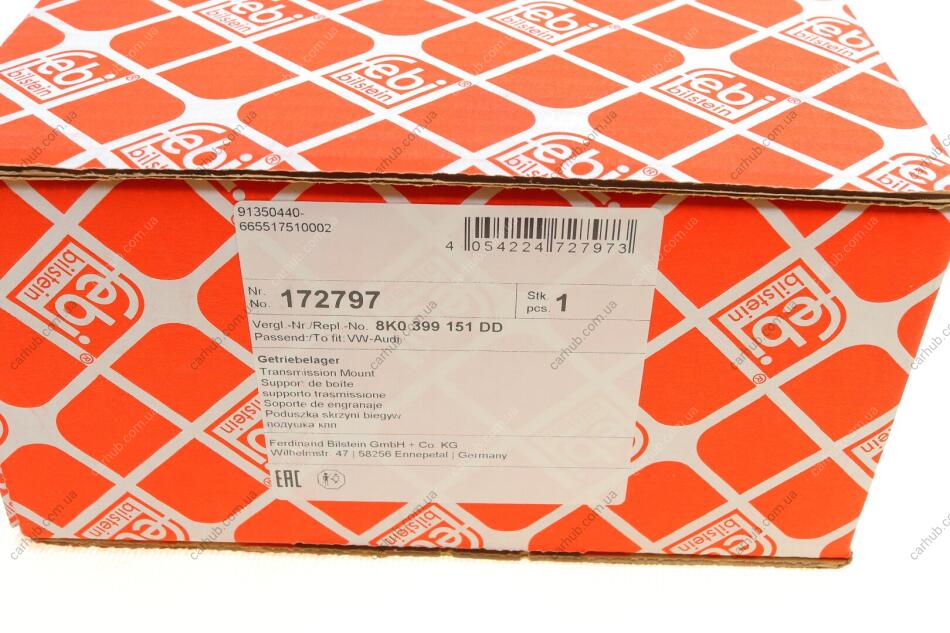 febi
bilstein
91350440-
665517510002
4 054224 727973
Nr.
No. 172797
Stk.
pcs. 1
Vergl.-Nr./Repl.-No. 8K0 399 151 DD
Passend:/To fit: VW-Audi
Getriebelager
Transmission Mount
Support de boîte
supporto trasmissione
Soporte de engranaje
Poduszka skrzyni biegyw
подушка кпп
Ferdinand Bilstein GmbH + Co. KG
Wilhelmstr. 47 | 58256 Ennepetal | Germany
EAC
carhub.com.ua